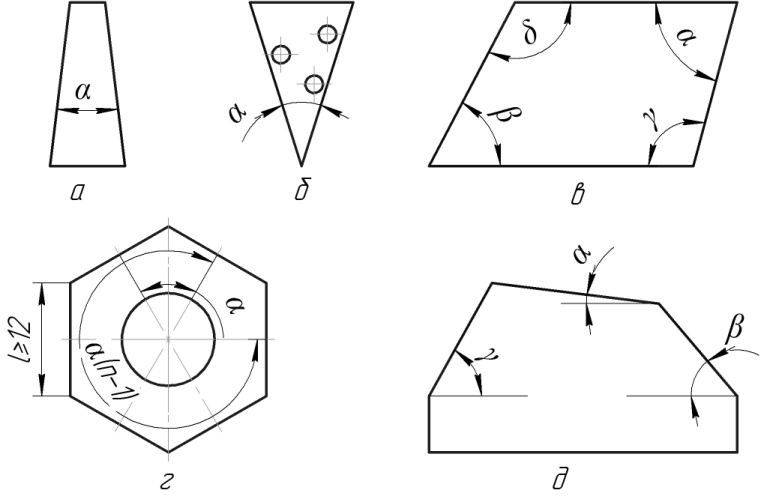 α
α
δ
α
β
γ
а
б
в
l≥12
α
α(n−1)
α
β
γ
г
д